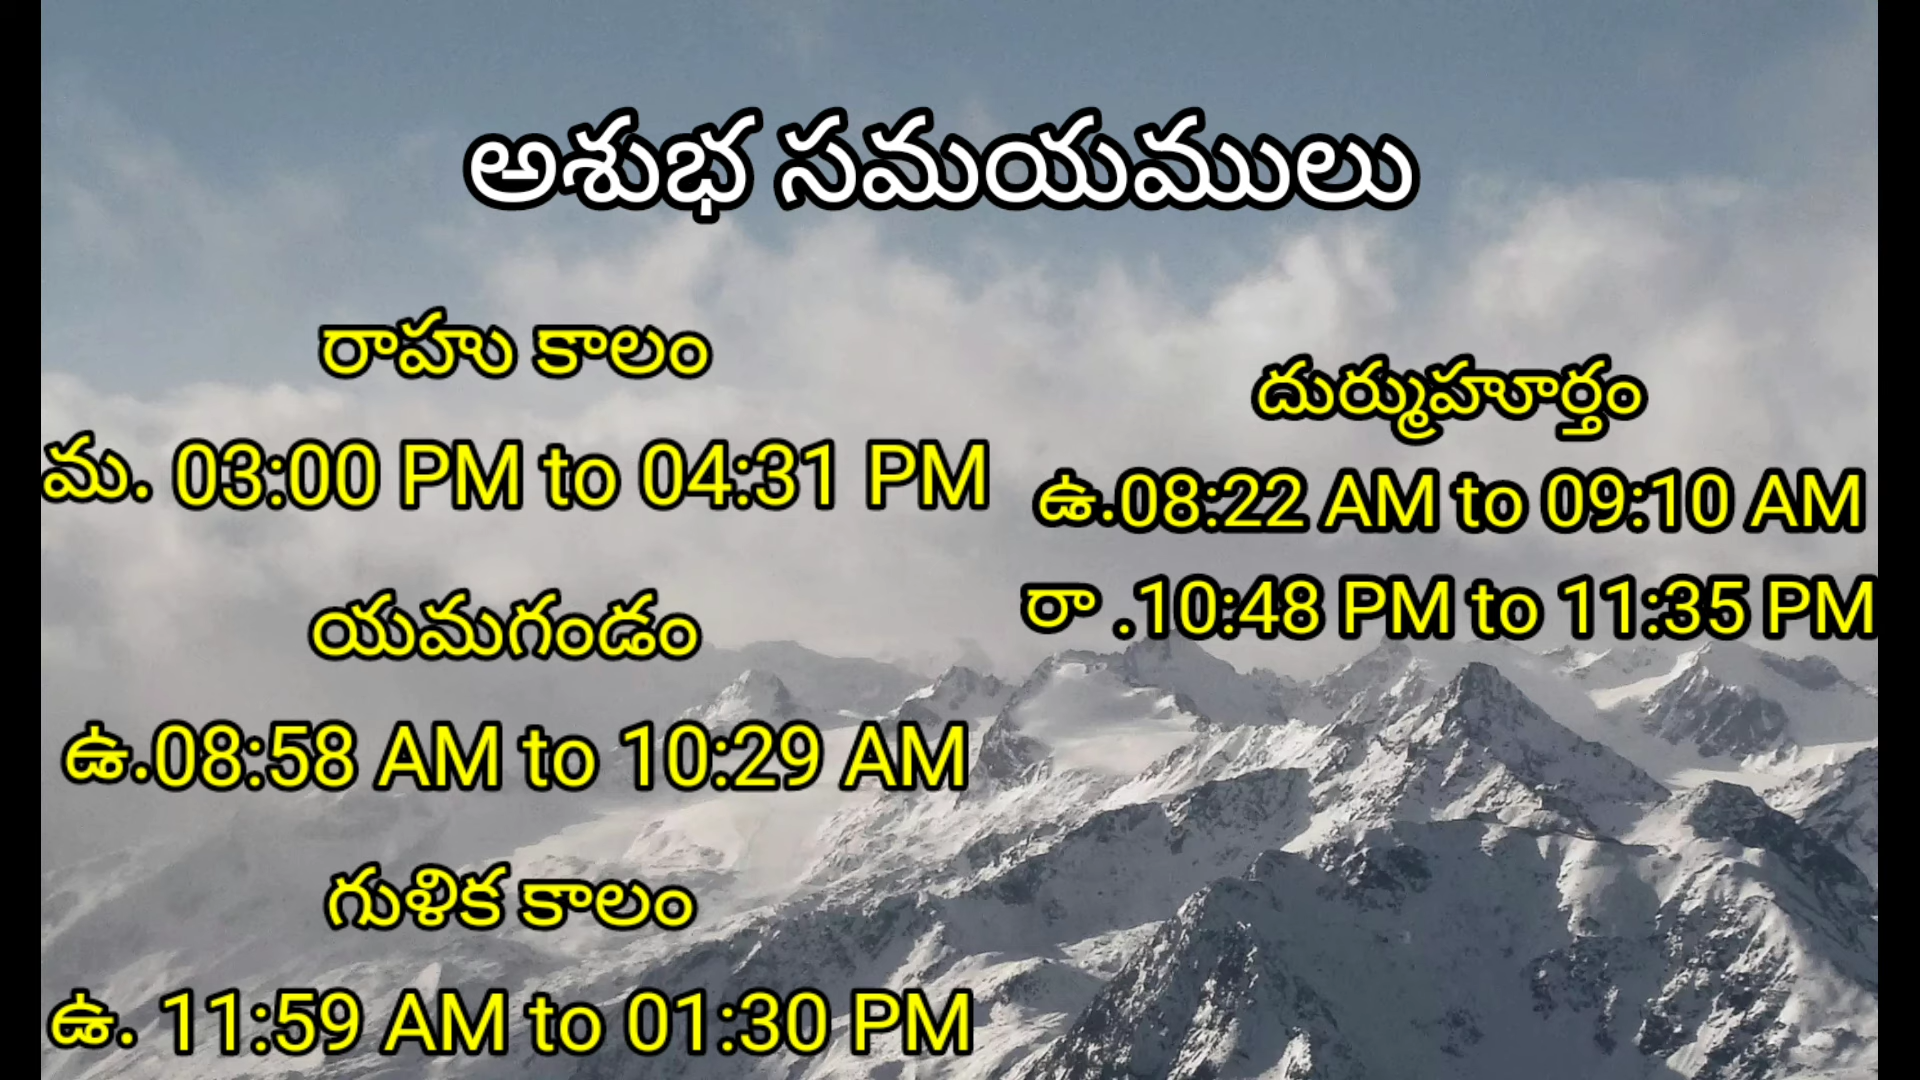 అశుభ సమయములు
రాహు కాలం
మ. 03:00 PM to 04:31 PM
యమగండం
ఉ.08:58 AM to 10:29 AM
గుళిక కాలం
ఉ. 11:59 AM to 01:30 PM
దుర్ముహూర్తం
ఉ.08:22 AM to 09:10 AM
రా .10:48 PM to 11:35 PM